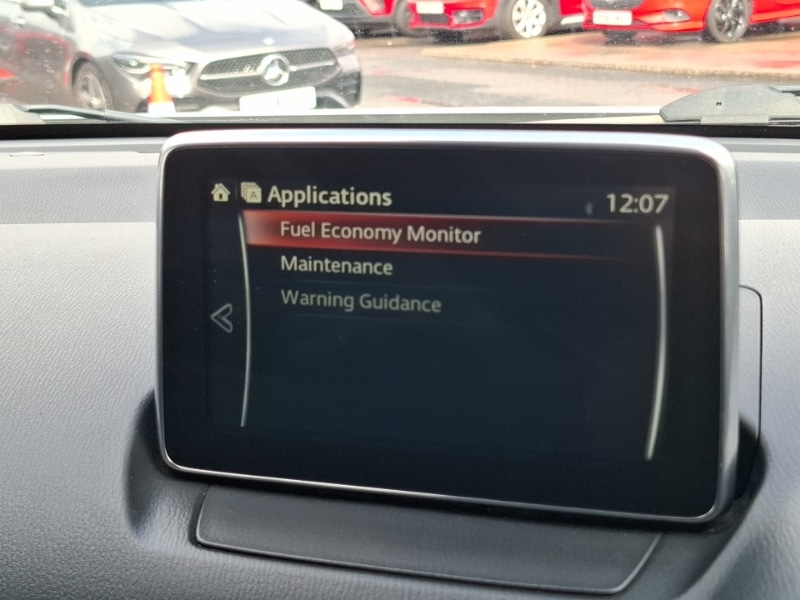 Applications
12:07
Fuel Economy Monitor
Maintenance
Warning Guidance